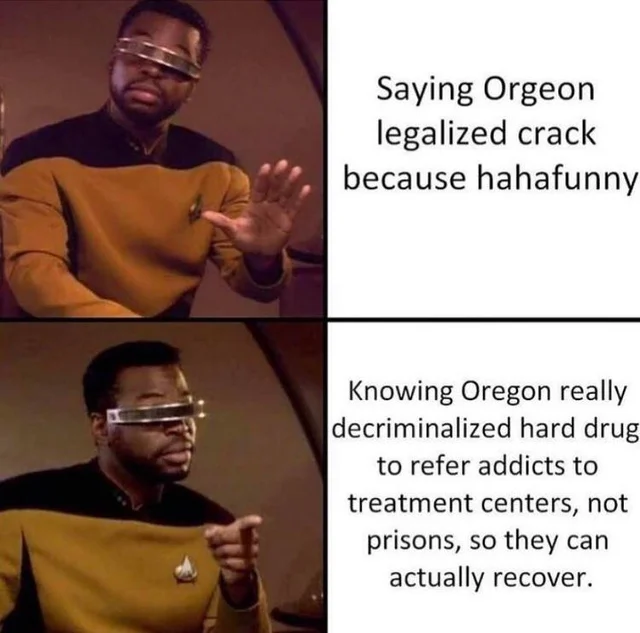 Saying Orgeon
legalized crack
because hahafunny
Knowing Oregon really
decriminalized hard drug
to refer addicts to
treatment centers, not
prisons, so they can
actually recover.